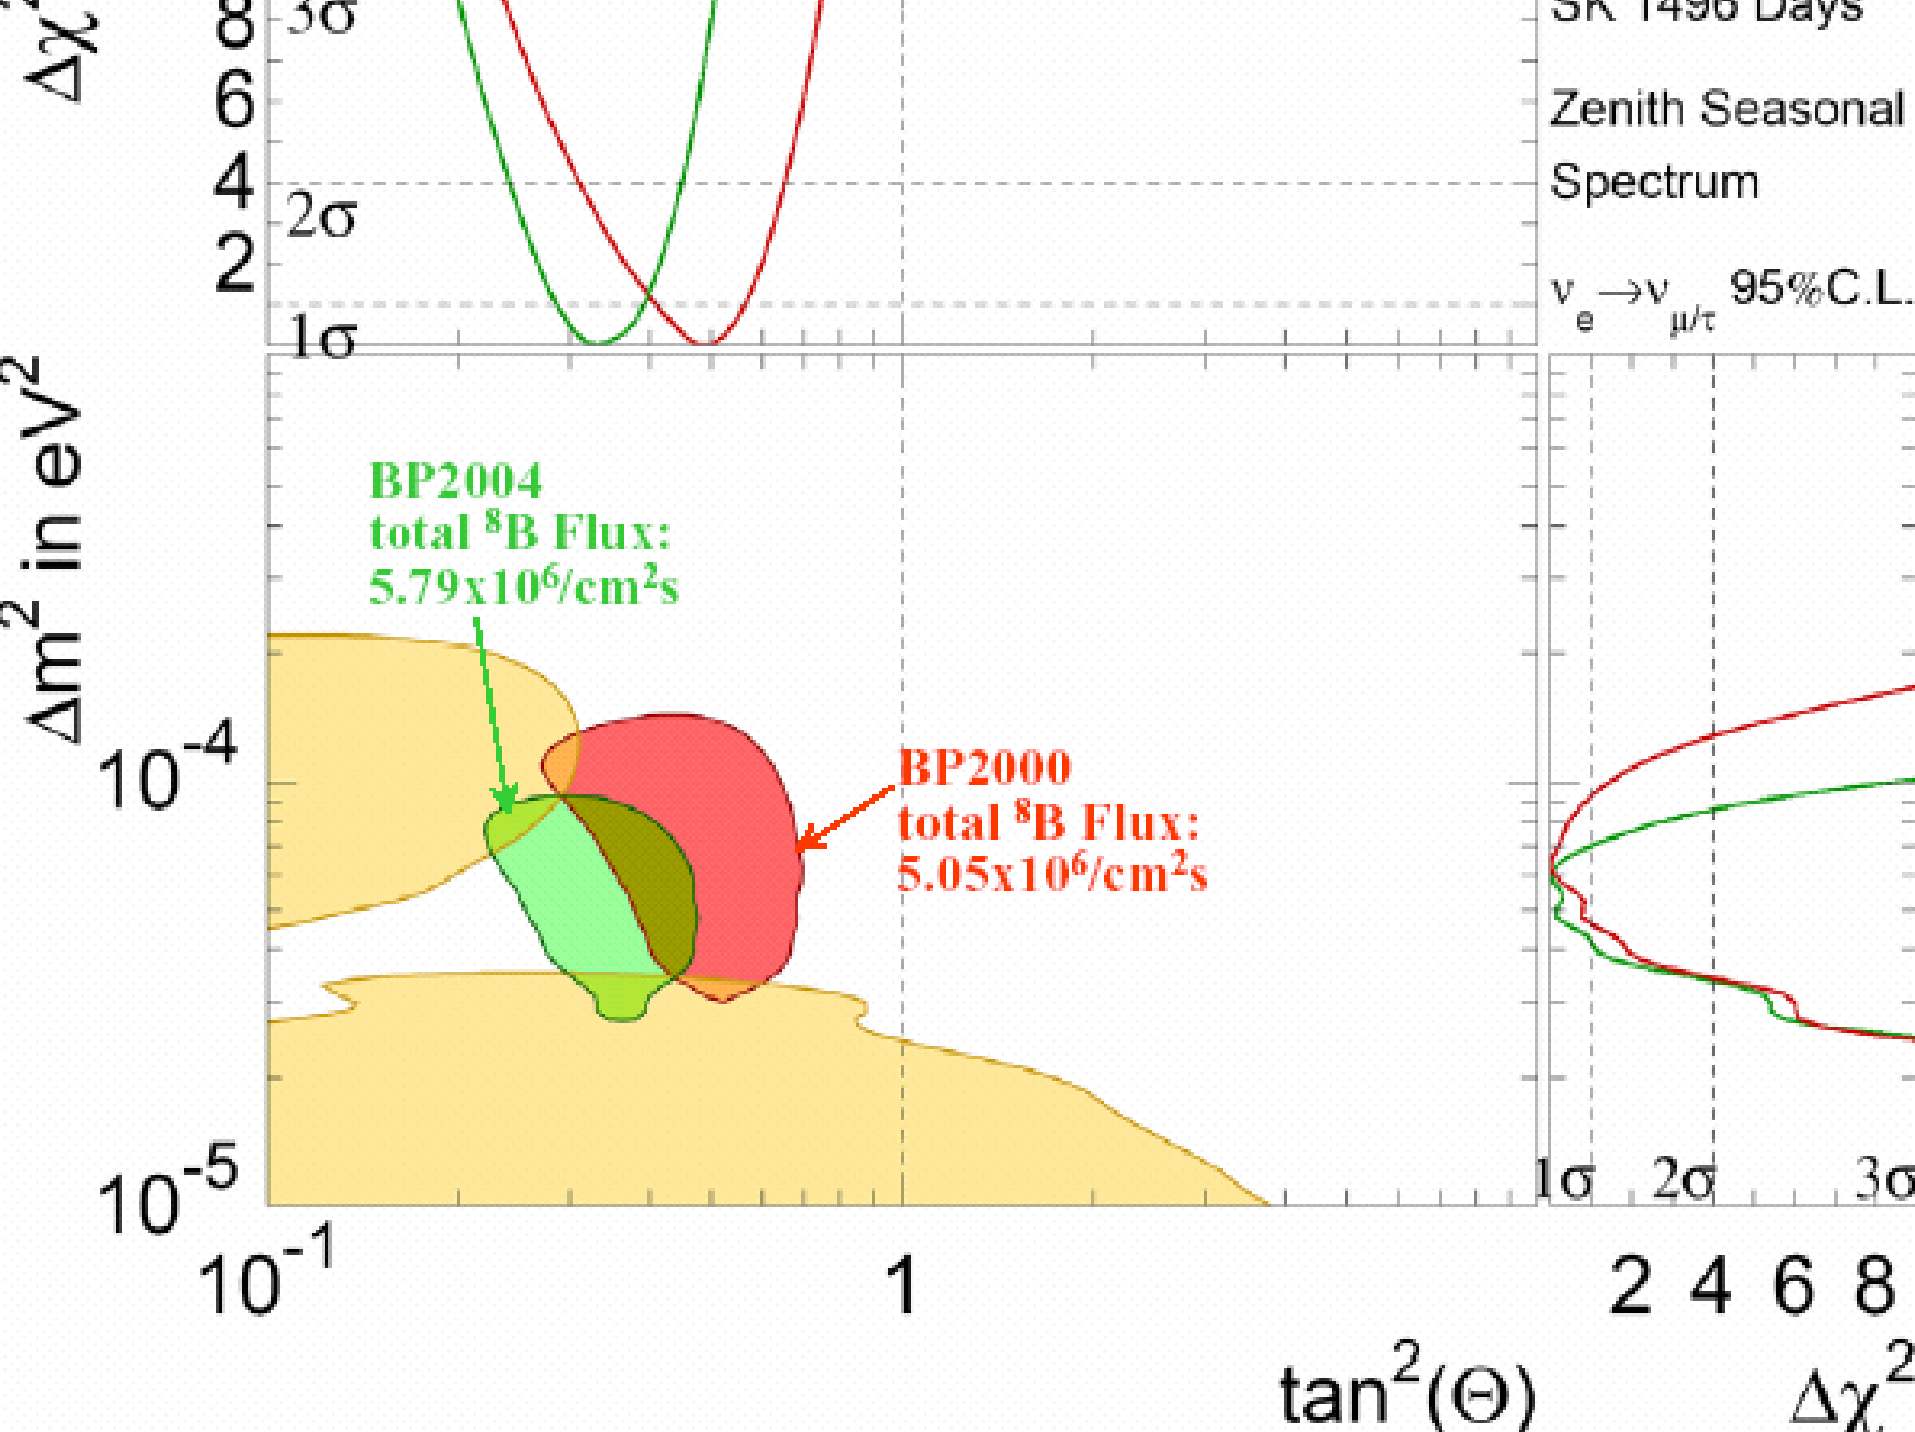 Δχ²
8
6
4
2
3σ
2σ
1σ
SK 1496 Days
Zenith Seasonal
Spectrum
νe→νμ/τ 95%C.L.
Δm² in eV²
10⁻⁴
10⁻⁵
BP2004
total ⁸B Flux:
5.79x10⁶/cm²s
BP2000
total ⁸B Flux:
5.05x10⁶/cm²s
1σ 2σ 3σ
10⁻¹ 1
2 4 6 8
tan²(Θ)
Δχ²